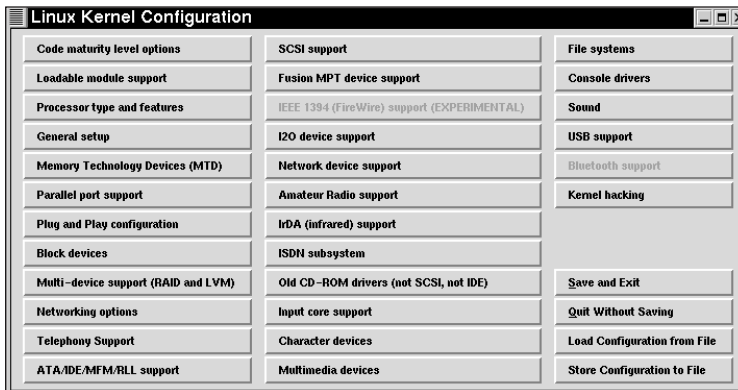 Linux Kernel Configuration
Code maturity level options
Loadable module support
Processor type and features
General setup
Memory Technology Devices (MTD)
Parallel port support
Plug and Play configuration
Block devices
Multi-device support (RAID and LVM)
Networking options
Telephony Support
ATA/IDE/MFM/RLL support
SCSI support
Fusion MPT device support
IEEE 1394 (FireWire) support (EXPERIMENTAL)
I2O device support
Network device support
Amateur Radio support
IrDA (infrared) support
ISDN subsystem
Old CD-ROM drivers (not SCSI, not IDE)
Input core support
Character devices
Multimedia devices
File systems
Console drivers
Sound
USB support
Bluetooth support
Kernel hacking
Save and Exit
Quit Without Saving
Load Configuration from File
Store Configuration to File